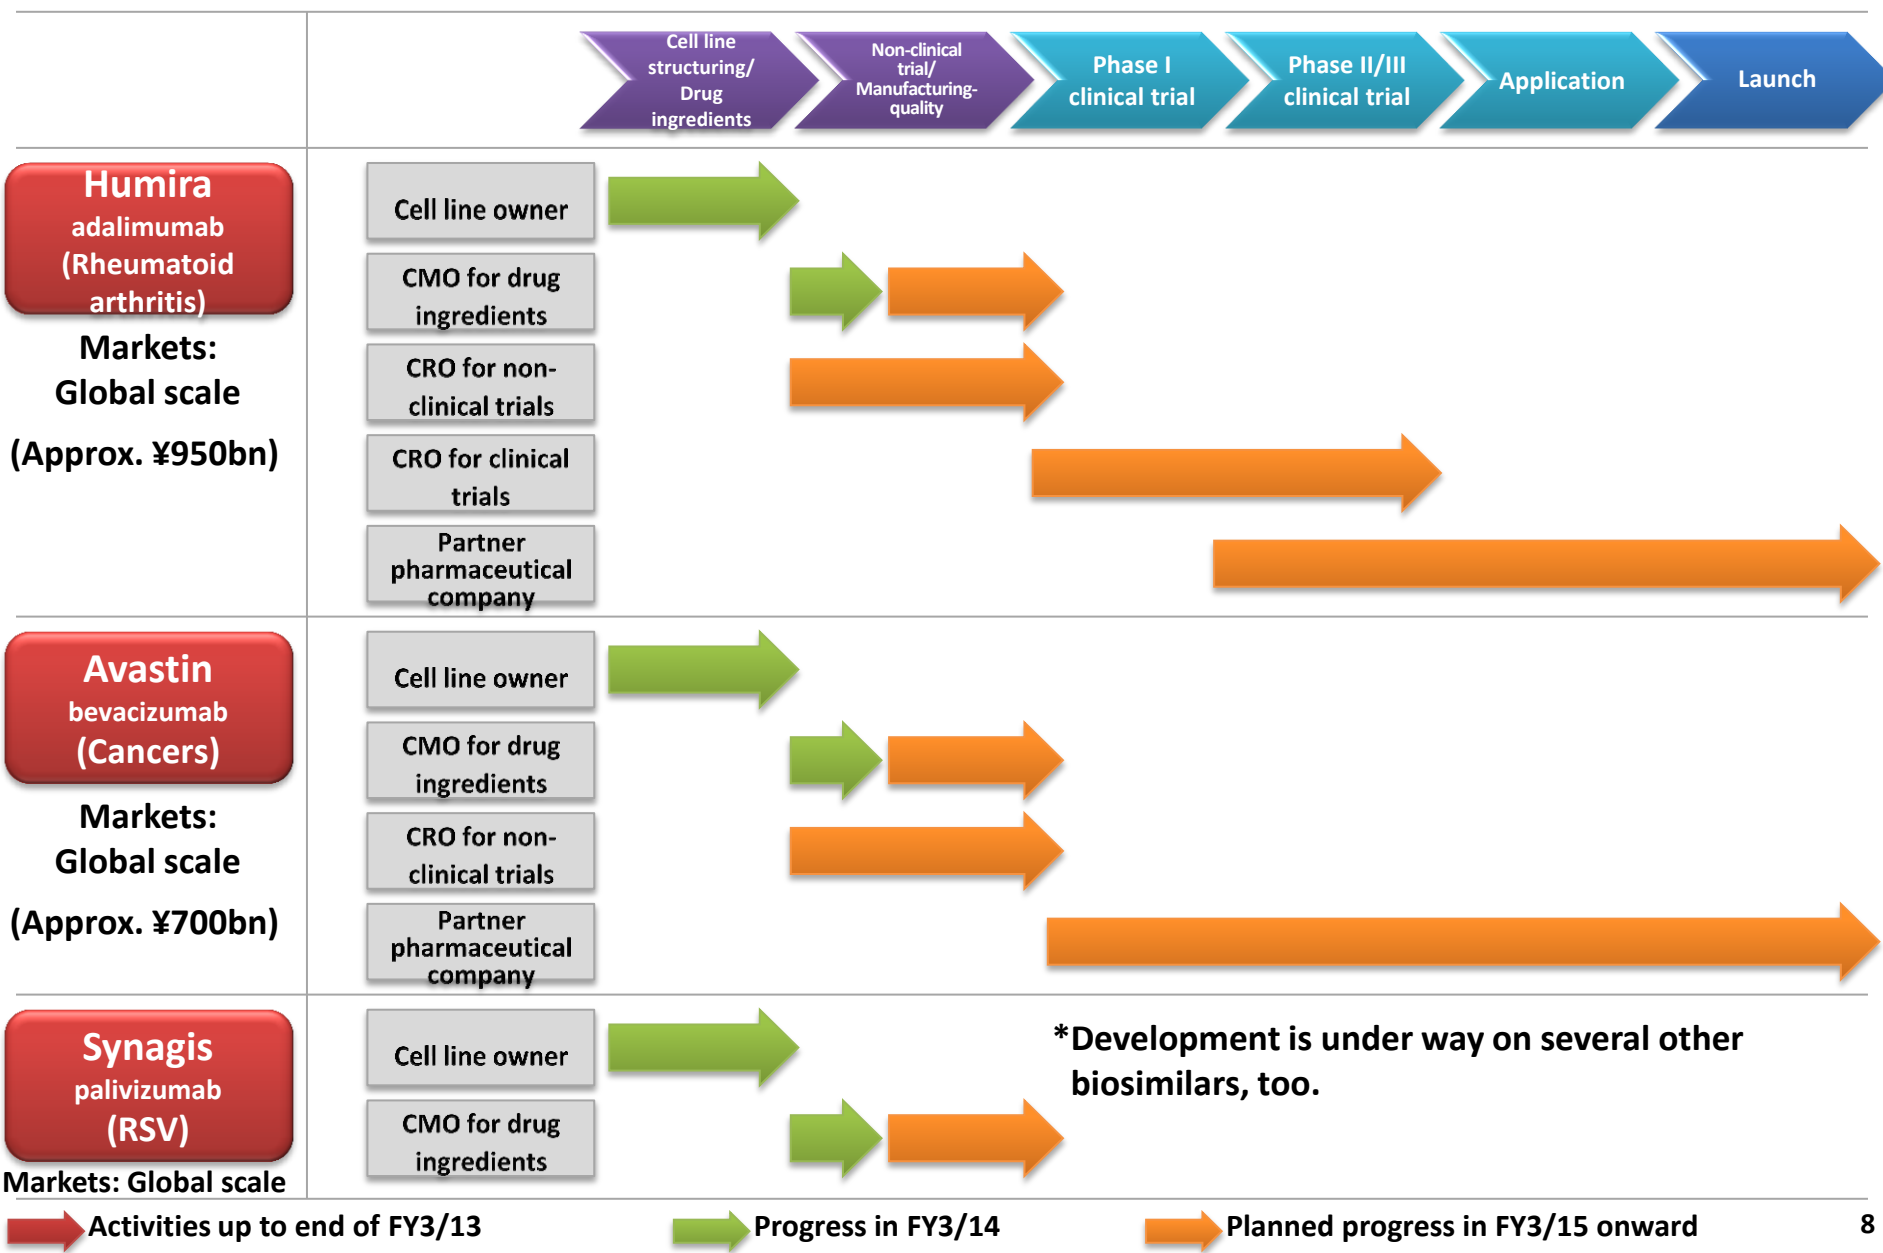 Cell line
structuring/
Drug
ingredients
Non-clinical
trial/
Manufacturing-
quality
Phase I
clinical trial
Phase II/III
clinical trial
Application
Launch
Humira
adalimumab
(Rheumatoid
arthritis)
Markets:
Global scale
(Approx. ¥950bn)
Cell line owner
CMO for drug
ingredients
CRO for non-
clinical trials
CRO for clinical
trials
Partner
pharmaceutical
company
Avastin
bevacizumab
(Cancers)
Markets:
Global scale
(Approx. ¥700bn)
Cell line owner
CMO for drug
ingredients
CRO for non-
clinical trials
Partner
pharmaceutical
company
Synagis
palivizumab
(RSV)
Markets: Global scale
Cell line owner
CMO for drug
ingredients
*Development is under way on several other
biosimilars, too.
Activities up to end of FY3/13
Progress in FY3/14
Planned progress in FY3/15 onward
8